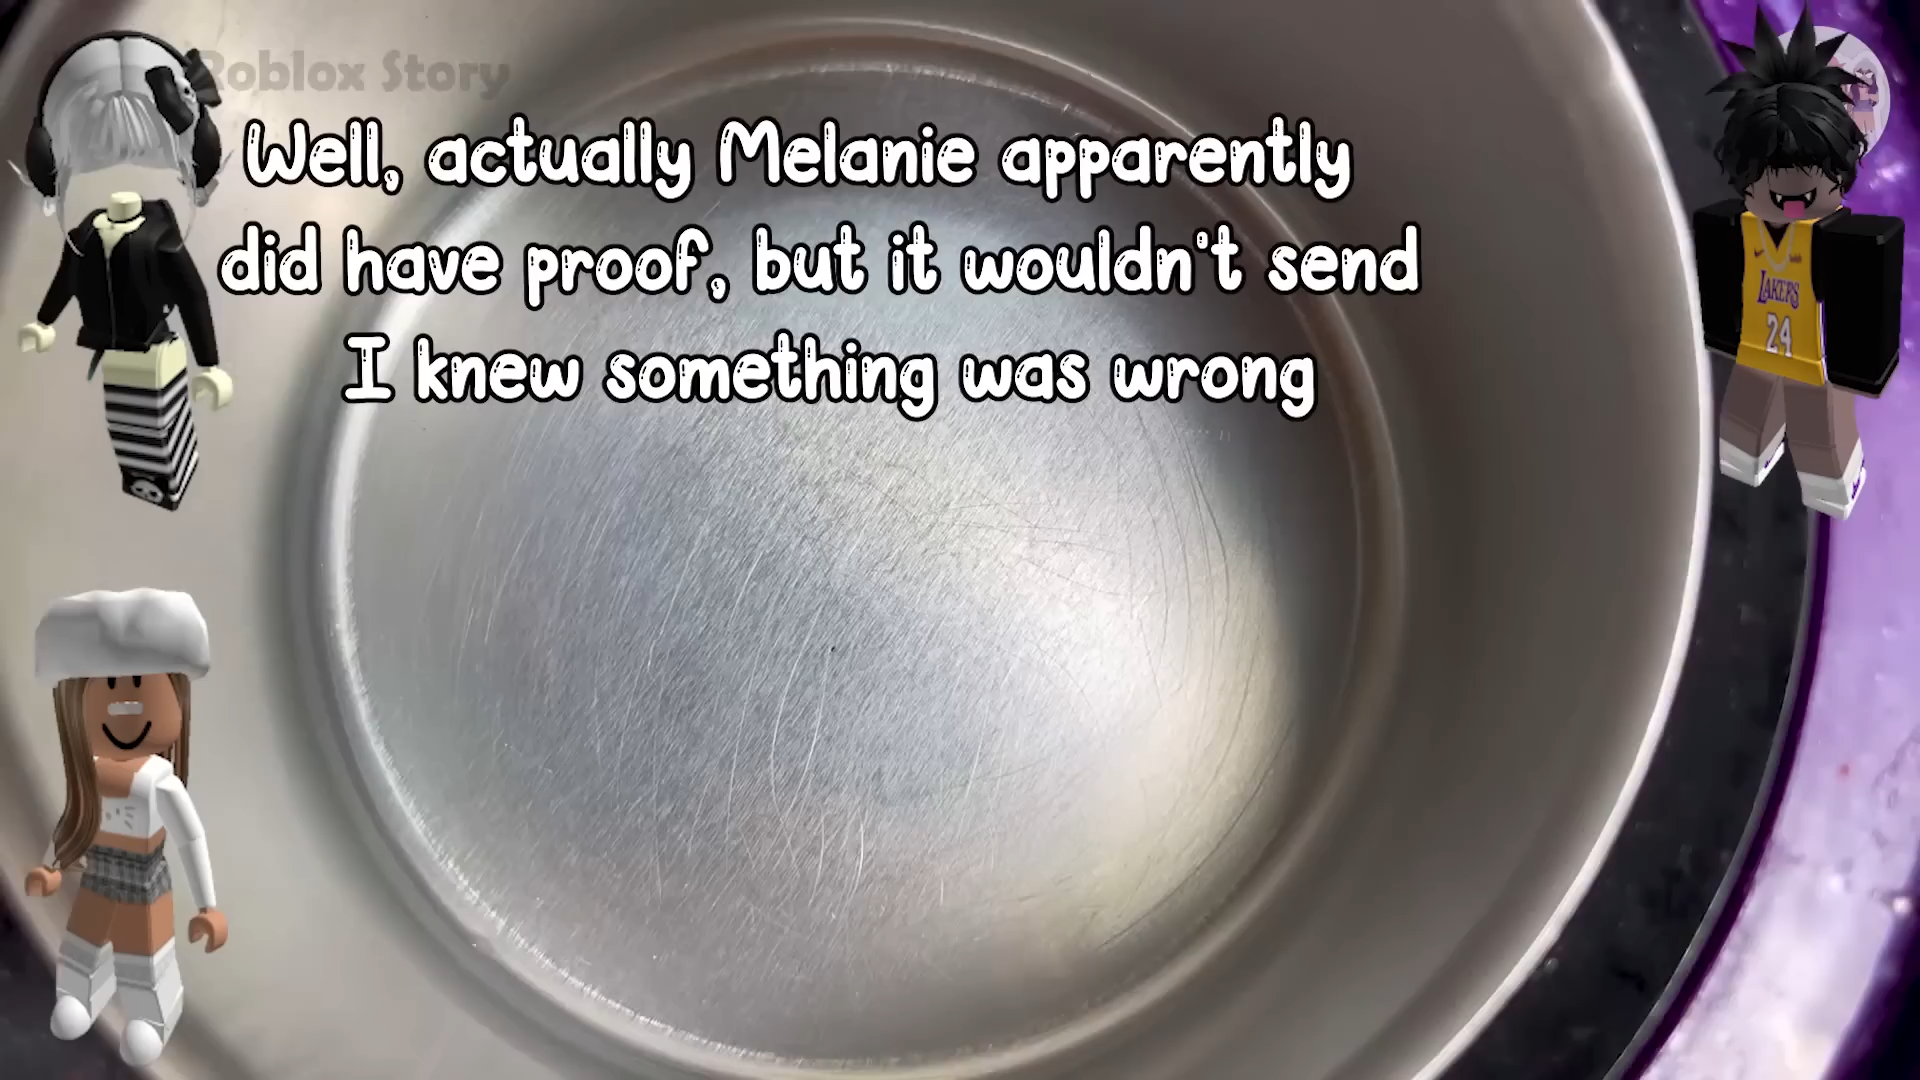 Roblox Story
Well, actually Melanie apparently
did have proof, but it wouldn't send
I knew something was wrong
LAKERS
24